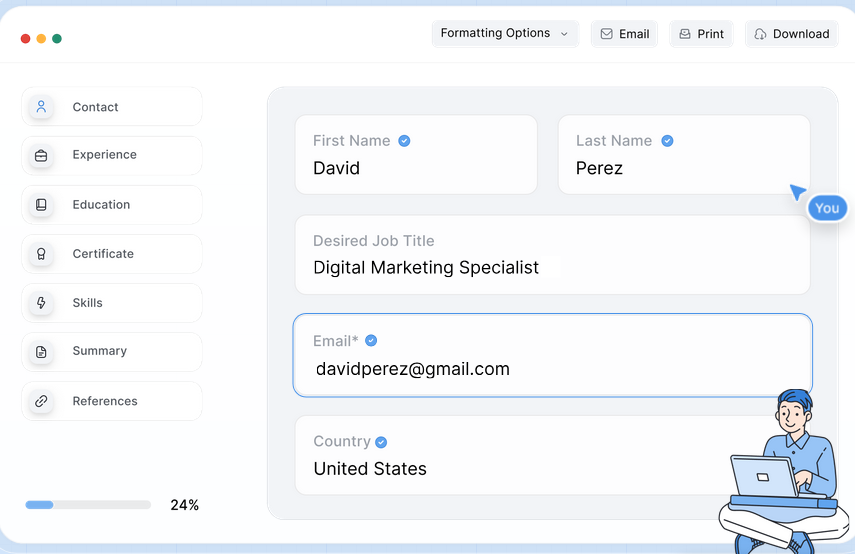 Formatting Options
Email
Print
Download
Contact
Experience
Education
Certificate
Skills
Summary
References
24%
First Name
David
Last Name
Perez
You
Desired Job Title
Digital Marketing Specialist
Email*
davidperez@gmail.com
Country
United States